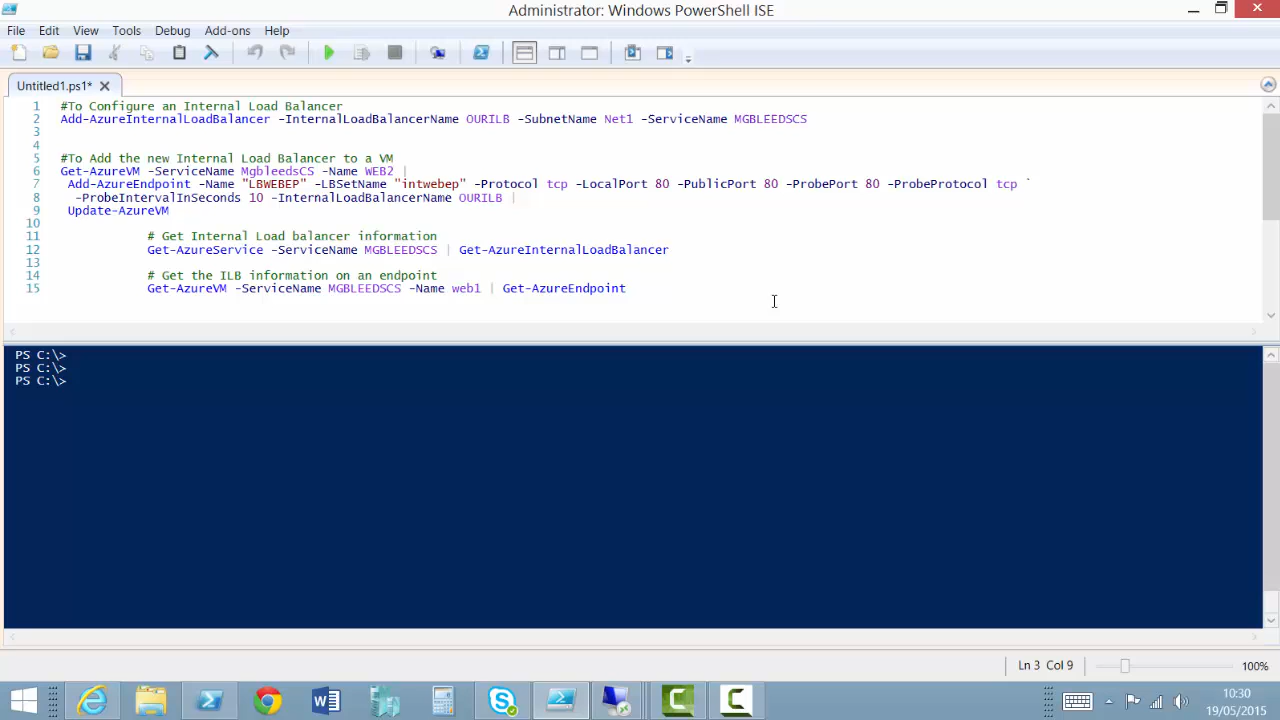 Administrator: Windows PowerShell ISE
File Edit View Tools Debug Add-ons Help
Untitled1.ps1*
1 #To Configure an Internal Load Balancer
2 Add-AzureInternalLoadBalancer -InternalLoadBalancerName OURILB -SubnetName Net1 -ServiceName MGBLEEDSCS
3
4
5 #To Add the new Internal Load Balancer to a VM
6 Get-AzureVM -ServiceName MgbleedsCS -Name WEB2 |
7 Add-AzureEndpoint -Name "LBWEBEP" -LBSetName "intwebep" -Protocol tcp -LocalPort 80 -PublicPort 80 -ProbePort 80 -ProbeProtocol tcp `
8 -ProbeIntervalInSeconds 10 -InternalLoadBalancerName OURILB |
9 Update-AzureVM
10
11 # Get Internal Load balancer information
12 Get-AzureService -ServiceName MGBLEEDSCS | Get-AzureInternalLoadBalancer
13
14 # Get the ILB information on an endpoint
15 Get-AzureVM -ServiceName MGBLEEDSCS -Name web1 | Get-AzureEndpoint
PS C:\>
PS C:\>
PS C:\>
Ln 3 Col 9 100%
10:30
19/05/2015